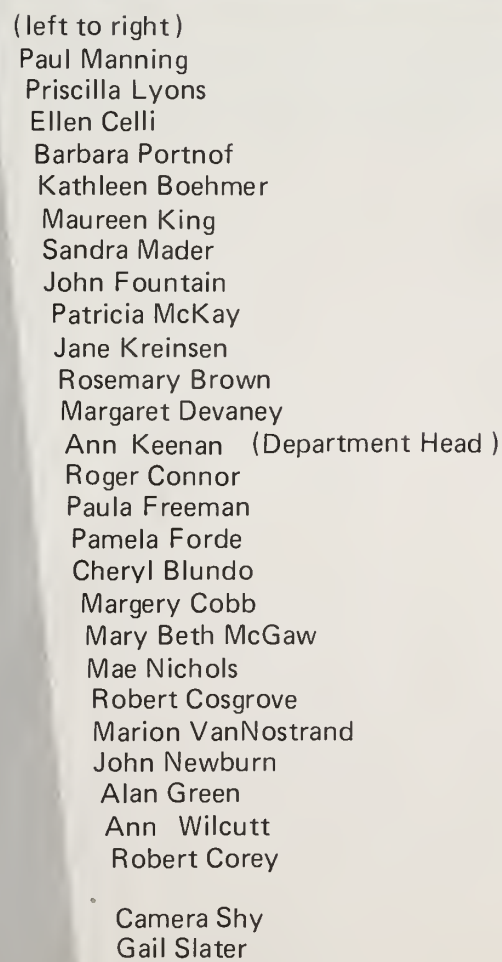 (left to right)
Paul Manning
Priscilla Lyons
Ellen Celli
Barbara Portnof
Kathleen Boehmer
Maureen King
Sandra Mader
John Fountain
Patricia McKay
Jane Kreinsen
Rosemary Brown
Margaret Devaney
Ann Keenan (Department Head )
Roger Connor
Paula Freeman
Pamela Forde
Cheryl Blundo
Margery Cobb
Mary Beth McGaw
Mae Nichols
Robert Cosgrove
Marion VanNostrand
John Newburn
Alan Green
Ann Wilcutt
Robert Corey
Camera Shy
Gail Slater